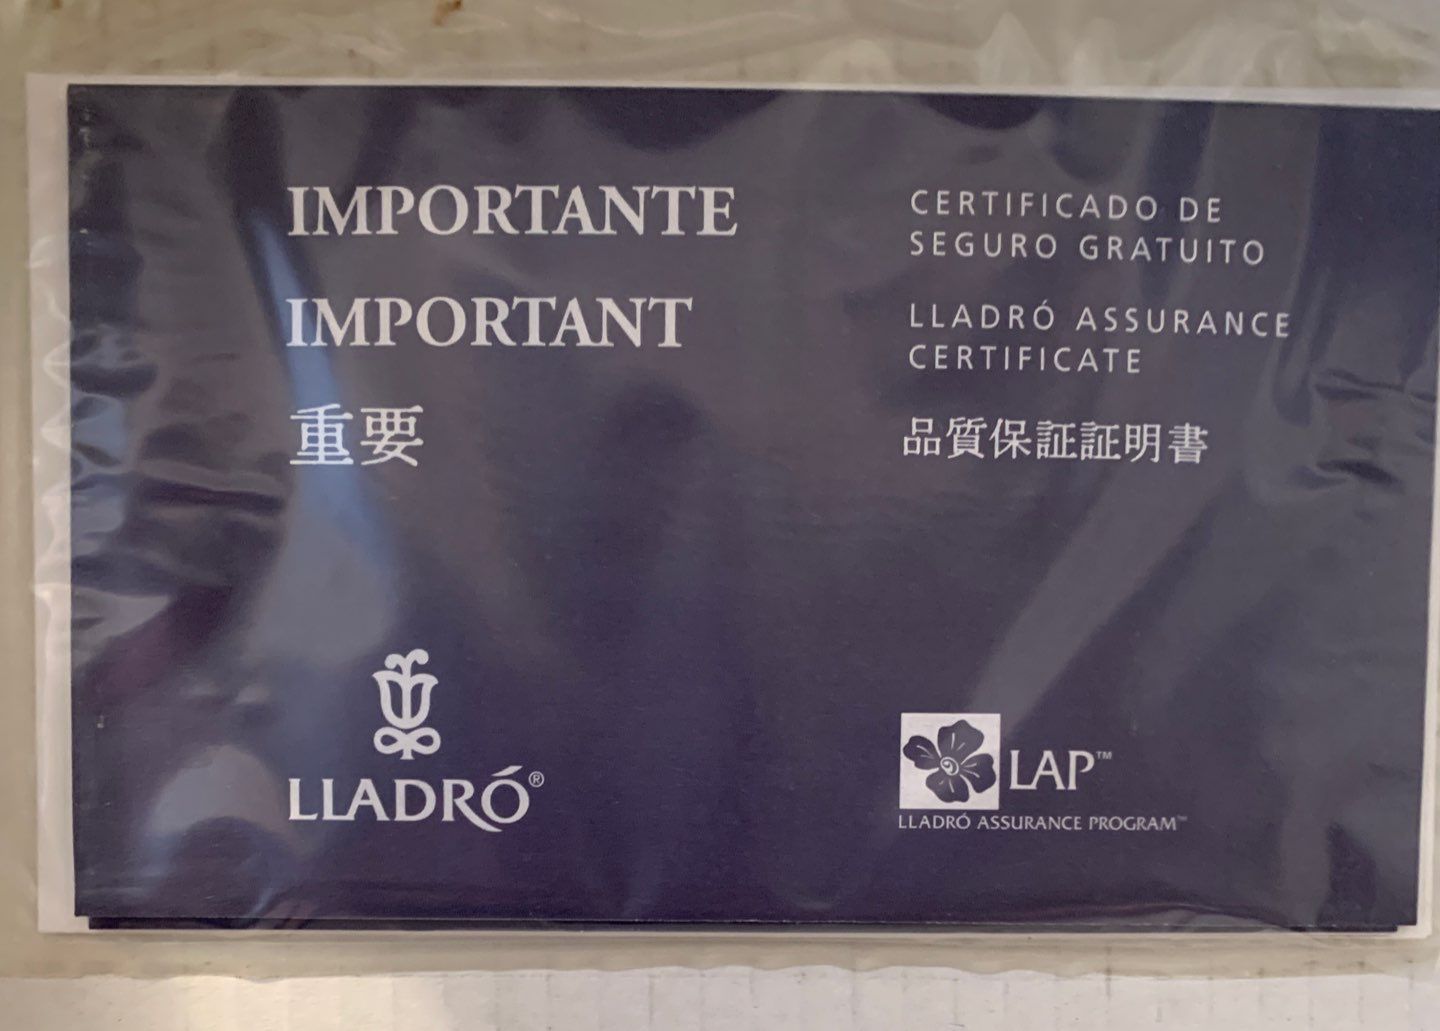 IMPORTANTE
IMPORTANT
重要
CERTIFICADO DE
SEGURO GRATUITO
LLADRÓ ASSURANCE
CERTIFICATE
品質保証証明書
LLADRÓ®
LAP™
LLADRÓ ASSURANCE PROGRAM™